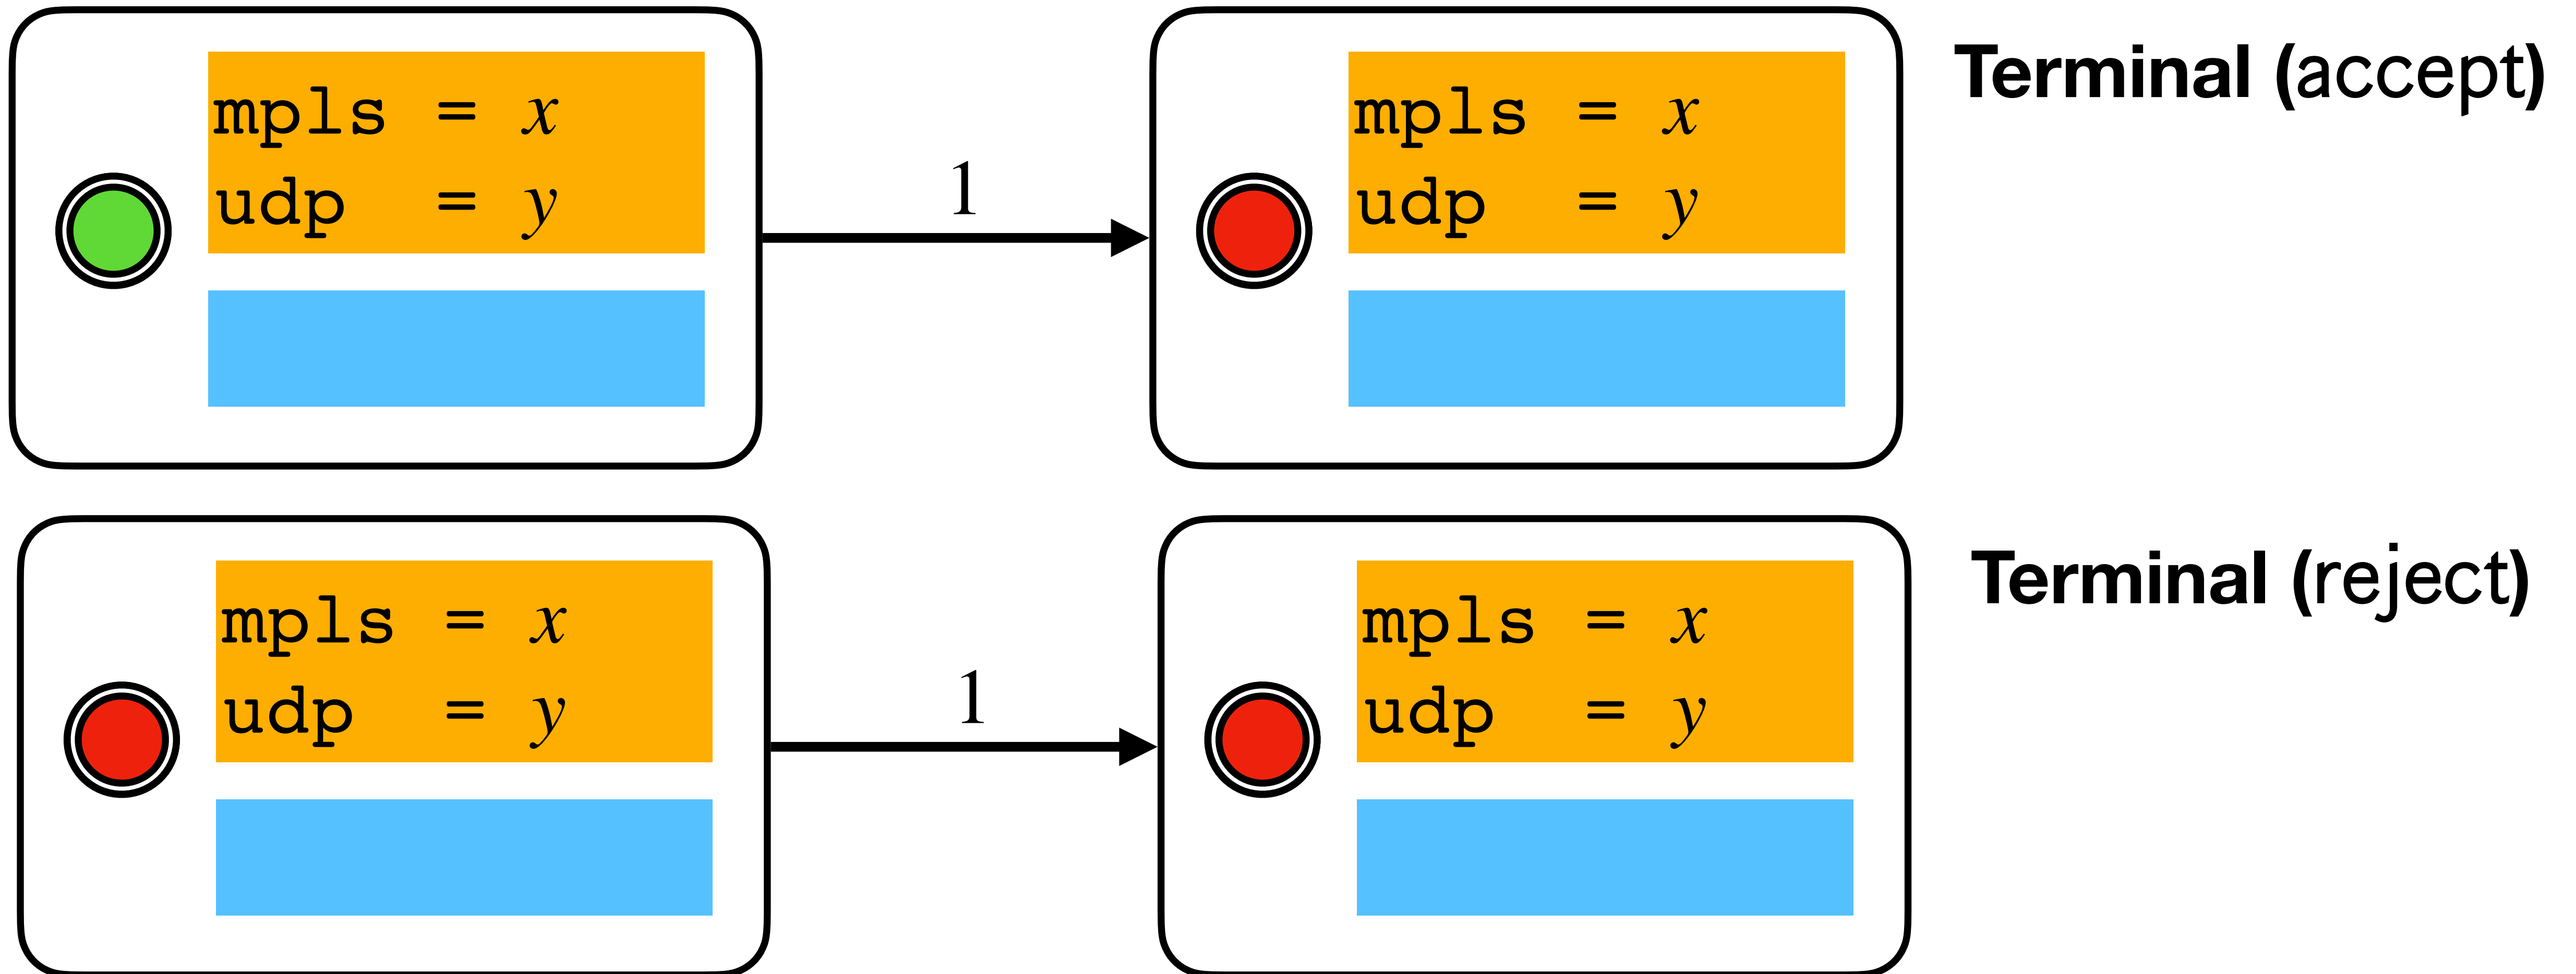 mpls = x
udp = y
1
mpls = x
udp = y
Terminal (accept)
mpls = x
udp = y
1
mpls = x
udp = y
Terminal (reject)